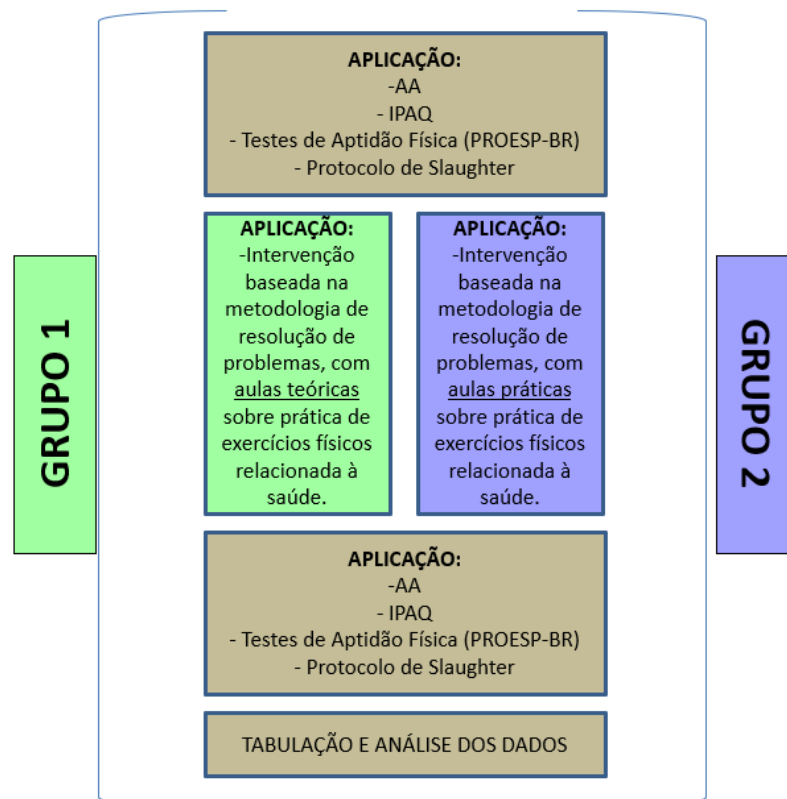 APLICAÇÃO:
-AA
- IPAQ
- Testes de Aptidão Física (PROESP-BR)
- Protocolo de Slaughter
GRUPO 1
APLICAÇÃO:
-Intervenção
baseada na
metodologia de
resolução de
problemas, com
aulas teóricas
sobre prática de
exercícios físicos
relacionada à
saúde.
APLICAÇÃO:
-Intervenção
baseada na
metodologia de
resolução de
problemas, com
aulas práticas
sobre prática de
exercícios físicos
relacionada à
saúde.
GRUPO 2
APLICAÇÃO:
-AA
- IPAQ
- Testes de Aptidão Física (PROESP-BR)
- Protocolo de Slaughter
TABULAÇÃO E ANÁLISE DOS DADOS